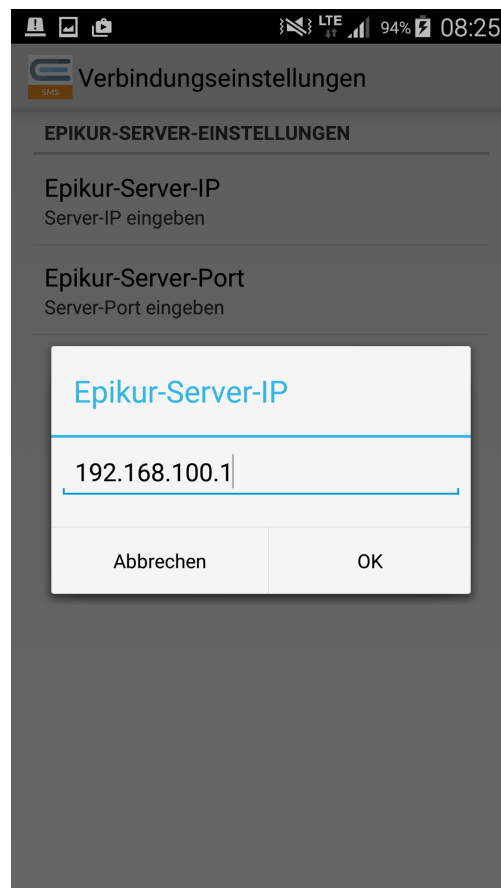 LTE 94% 08:25
SMS Verbindungseinstellungen
EPIKUR-SERVER-EINSTELLUNGEN
Epikur-Server-IP
Server-IP eingeben
Epikur-Server-Port
Server-Port eingeben
Epikur-Server-IP
192.168.100.1
Abbrechen OK